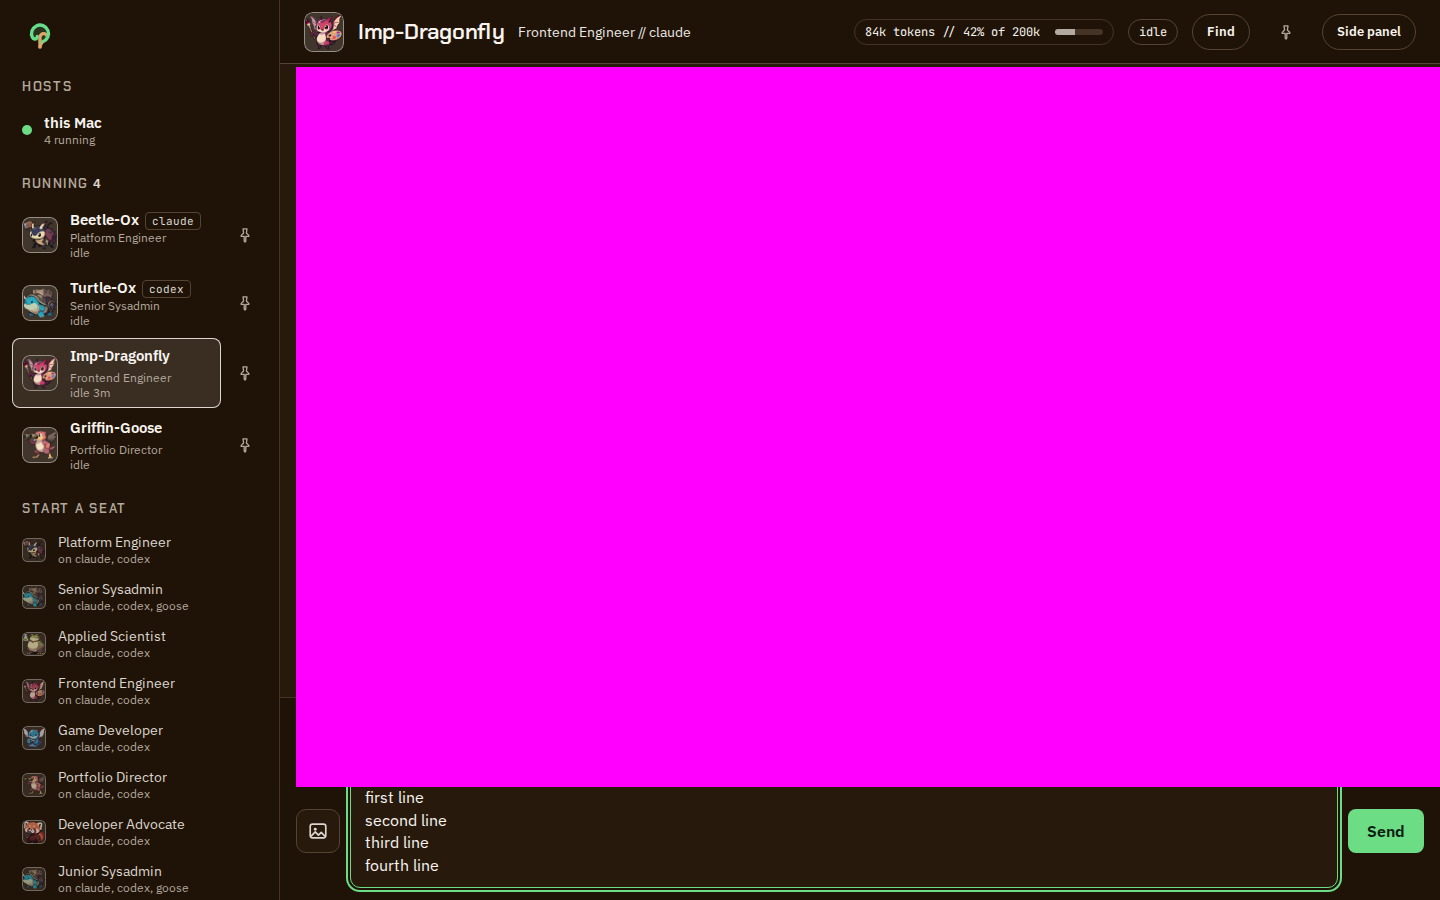 HOSTS
this Mac
4 running
RUNNING 4
Beetle-Ox claude
Platform Engineer
idle
Turtle-Ox codex
Senior Sysadmin
idle
Imp-Dragonfly
Frontend Engineer
idle 3m
Griffin-Goose
Portfolio Director
idle
START A SEAT
Platform Engineer
on claude, codex
Senior Sysadmin
on claude, codex, goose
Applied Scientist
on claude, codex
Frontend Engineer
on claude, codex
Game Developer
on claude, codex
Portfolio Director
on claude, codex
Developer Advocate
on claude, codex
Junior Sysadmin
on claude, codex, goose
Imp-Dragonfly Frontend Engineer // claude 84k tokens // 42% of 200k idle Find Side panel
first line
second line
third line
fourth line
Send